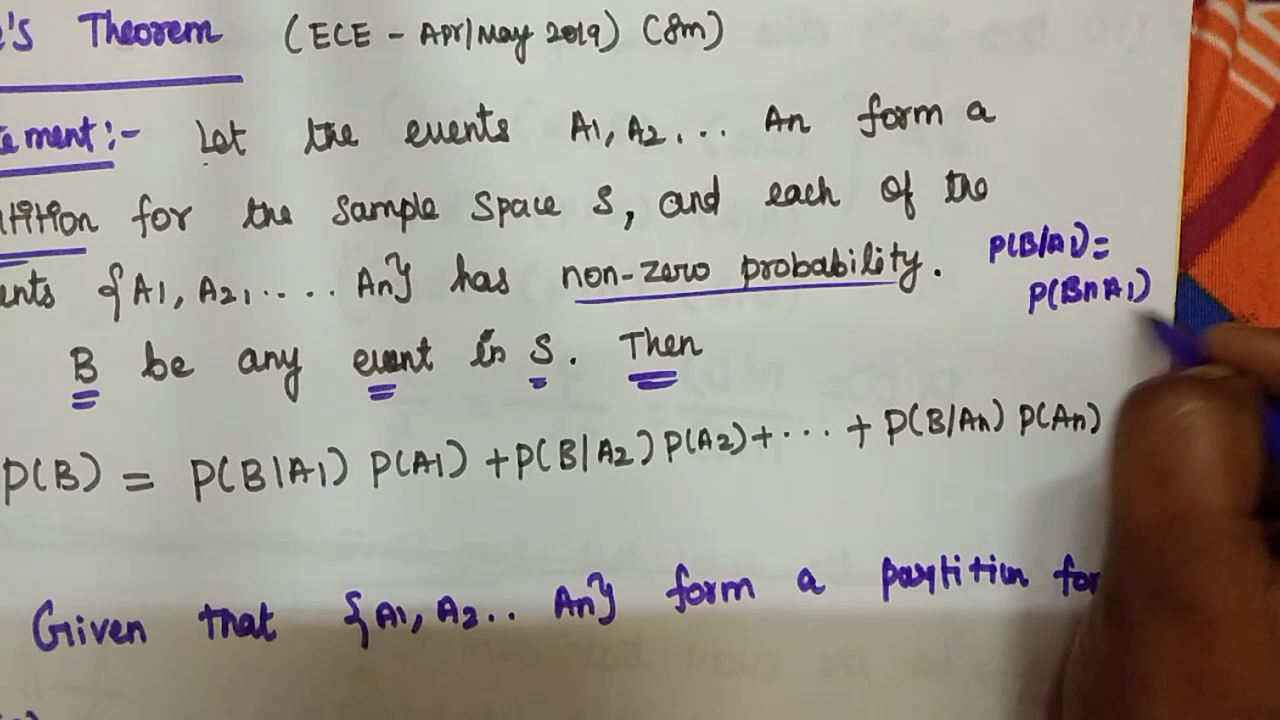 's Theorem (ECE - Apr/May 2019) (8m)
ement:- Let the events A1, A2... An form a
tition for the sample space S, and each of the
ents {A1, A2, .... An} has non-zero probability.
P(B/A1)=
P(B∩A1)
B be any event in S. Then
P(B) = P(B|A1) P(A1) + P(B|A2) P(A2) + ... + P(B/An) P(An)
Given that {A1, A2.. An} form a partition for